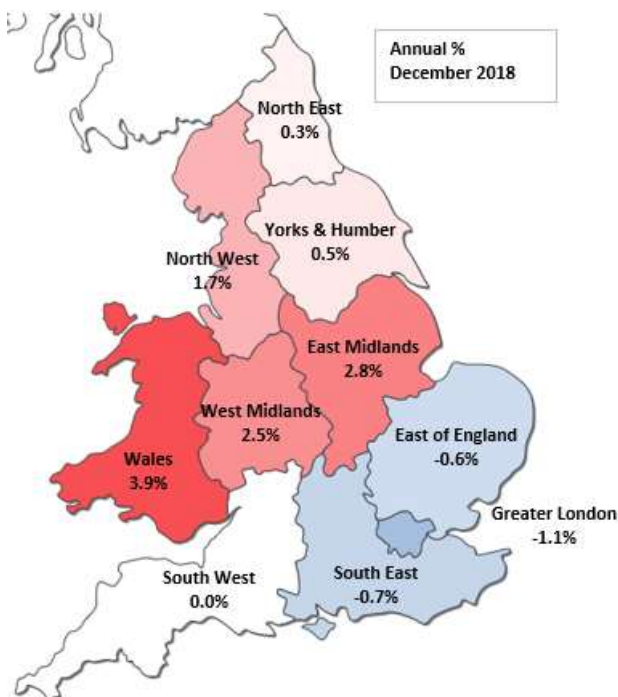 Annual %
December 2018
North East
0.3%
Yorks & Humber
0.5%
North West
1.7%
East Midlands
2.8%
West Midlands
2.5%
East of England
-0.6%
Wales
3.9%
Greater London
-1.1%
South West
0.0%
South East
-0.7%